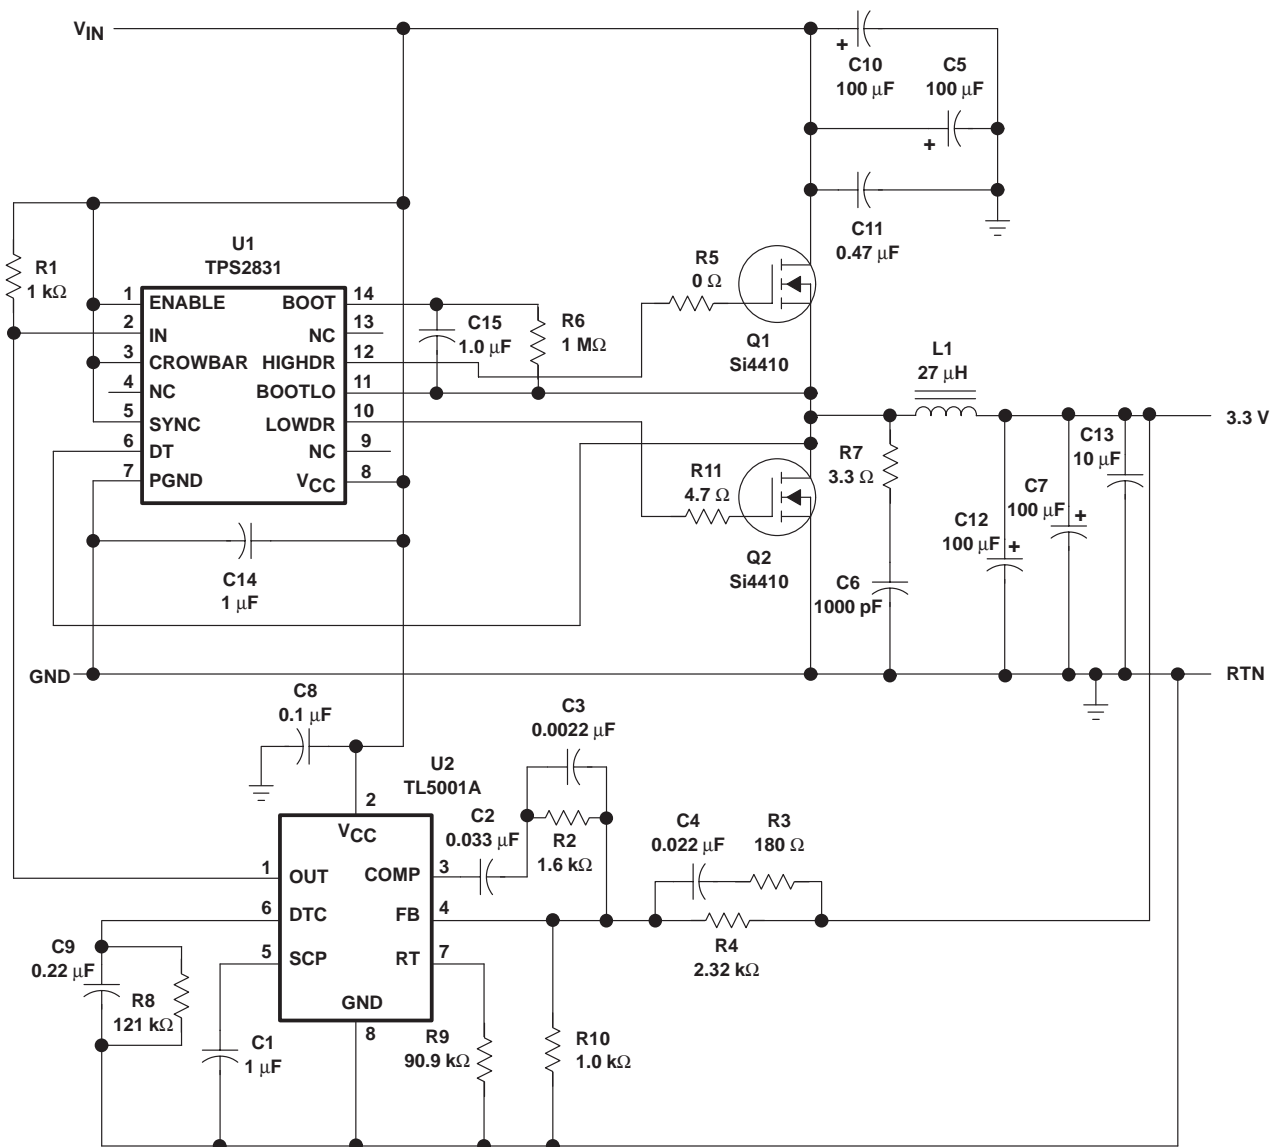 VIN
+
C10
100 µF
C5
100 µF
+
C11
0.47 µF
U1
TPS2831
R1
1 kΩ
1 ENABLE BOOT 14
2 IN NC 13
3 CROWBAR HIGHDR 12
4 NC BOOTLO 11
5 SYNC LOWDR 10
6 DT NC 9
7 PGND VCC 8
C15
1.0 µF
R6
1 MΩ
R5
0 Ω
Q1
Si4410
L1
27 µH
3.3 V
R11
4.7 Ω
Q2
Si4410
R7
3.3 Ω
C6
1000 pF
C12
100 µF
+
C7
100 µF
+
C13
10 µF
C14
1 µF
GND
RTN
C8
0.1 µF
U2
TL5001A
2
VCC
1 OUT COMP 3
6 DTC FB 4
5 SCP RT 7
GND
8
C3
0.0022 µF
C2
0.033 µF
R2
1.6 kΩ
C4
0.022 µF
R3
180 Ω
R4
2.32 kΩ
C9
0.22 µF
R8
121 kΩ
C1
1 µF
R9
90.9 kΩ
R10
1.0 kΩ